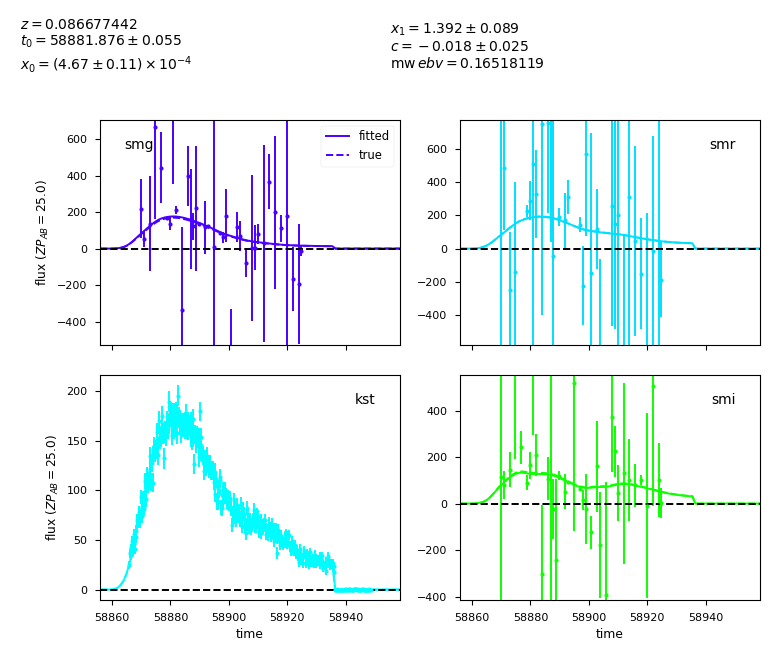 z = 0.086677442
t₀ = 58881.876 ± 0.055
x₀ = (4.67 ± 0.11) × 10⁻⁴
x₁ = 1.392 ± 0.089
c = −0.018 ± 0.025
mw ebv = 0.16518119
smg
fitted
true
600
400
200
0
−200
−400
flux (ZP_AB = 25.0)
smr
600
400
200
0
−200
−400
kst
200
150
100
50
0
flux (ZP_AB = 25.0)
58860 58880 58900 58920 58940
time
smi
400
200
0
−200
−400
58860 58880 58900 58920 58940
time